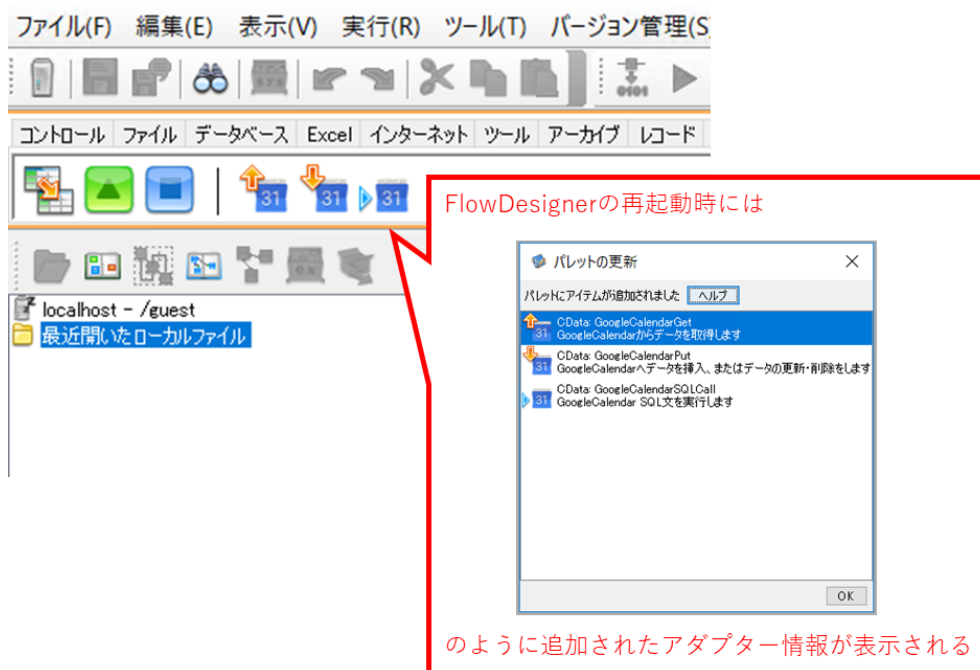 ファイル(F) 編集(E) 表示(V) 実行(R) ツール(T) バージョン管理(S
0101
コントロール ファイル データベース Excel インターネット ツール アーカイブ レコード
31 31 31
localhost - /guest
最近開いたローカルファイル
FlowDesignerの再起動時には
パレットの更新
パレットにアイテムが追加されました ヘルプ
31
CData: GoogleCalendarGet
GoogleCalendarからデータを取得します
31
CData: GoogleCalendarPut
GoogleCalendarへデータを挿入、またはデータの更新・削除をします
31
CData: GoogleCalendarSQLCall
GoogleCalendar SQL文を実行します
OK
のように追加されたアダプター情報が表示される